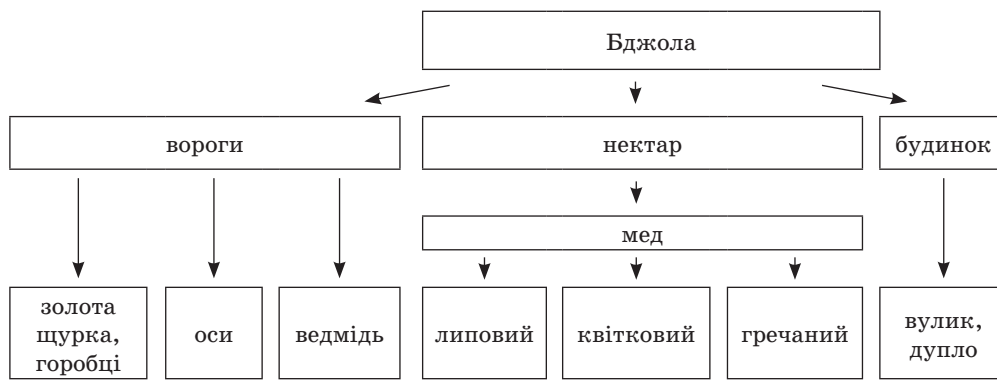 Бджола
вороги
нектар
будинок
мед
золота
щурка,
горобці
оси
ведмідь
липовий
квітковий
гречаний
вулик,
дупло